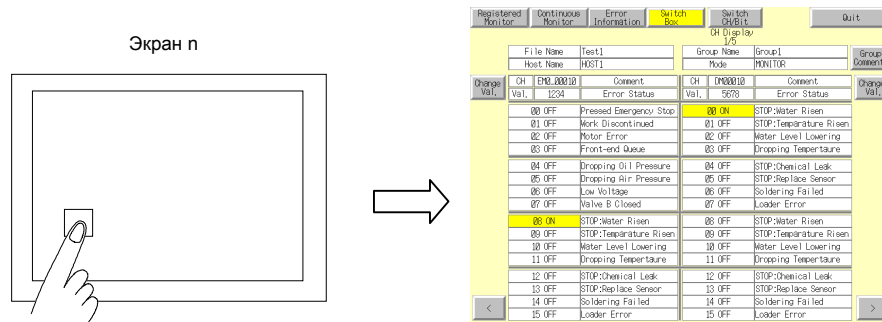 Экран n
Registered Monitor Continuous Monitor Error Information Switch Box Switch CH/Bit Quit
CH Display
1/5
File Name Test1 Group Name Group1 Group Comment
Host Name HOST1 Mode MONITOR
Change Val. CH EM0_00010 Comment CH DM00010 Comment Change Val.
Val. 1234 Error Status Val. 5678 Error Status
00 OFF Pressed Emergency Stop 00 ON STOP:Water Risen
01 OFF Work Discontinued 01 OFF STOP:Temparature Risen
02 OFF Motor Error 02 OFF Water Level Lowering
03 OFF Front-end Queue 03 OFF Dropping Tempertaure
04 OFF Dropping Oil Pressure 04 OFF STOP:Chemical Leak
05 OFF Dropping Air Pressure 05 OFF STOP:Replace Sensor
06 OFF Low Voltage 06 OFF Soldering Failed
07 OFF Valve B Closed 07 OFF Loader Error
08 ON STOP:Water Risen 08 OFF STOP:Water Risen
09 OFF STOP:Temparature Risen 09 OFF STOP:Temparature Risen
10 OFF Water Level Lowering 10 OFF Water Level Lowering
11 OFF Dropping Tempertaure 11 OFF Dropping Tempertaure
12 OFF STOP:Chemical Leak 12 OFF STOP:Chemical Leak
13 OFF STOP:Replace Sensor 13 OFF STOP:Replace Sensor
14 OFF Soldering Failed 14 OFF Soldering Failed
< 15 OFF Loader Error 15 OFF Loader Error >